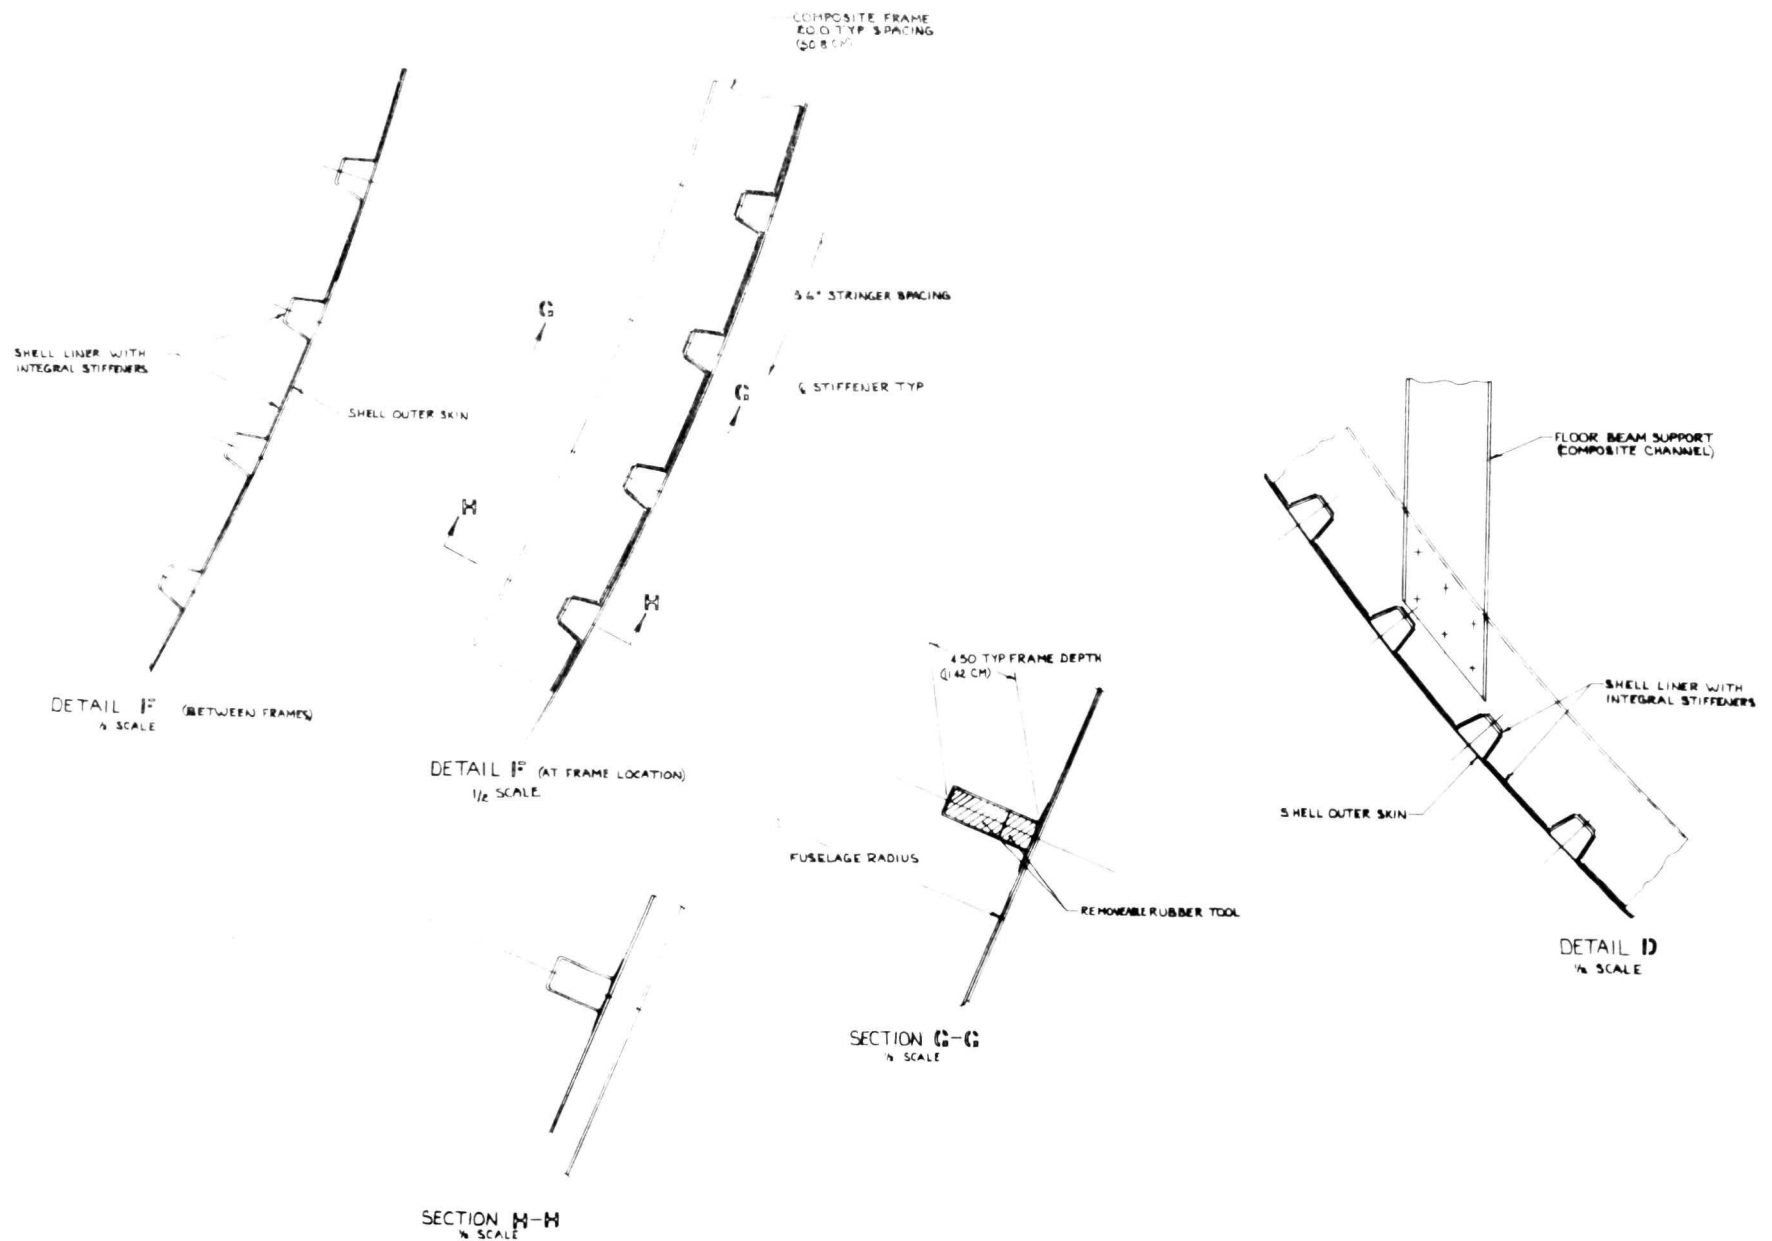 COMPOSITE FRAME
20.0 TYP SPACING
(50.8 CM)
G
5.6" STRINGER SPACING
SHELL LINER WITH
INTEGRAL STIFFENERS
℄ STIFFENER TYP
G
SHELL OUTER SKIN
FLOOR BEAM SUPPORT
(COMPOSITE CHANNEL)
H
H
4.50 TYP FRAME DEPTH
(11.42 CM)
SHELL LINER WITH
INTEGRAL STIFFENERS
DETAIL F (BETWEEN FRAMES)
½ SCALE
DETAIL F (AT FRAME LOCATION)
1/2 SCALE
SHELL OUTER SKIN
FUSELAGE RADIUS
REMOVEABLE RUBBER TOOL
DETAIL D
½ SCALE
SECTION G-G
½ SCALE
SECTION H-H
½ SCALE